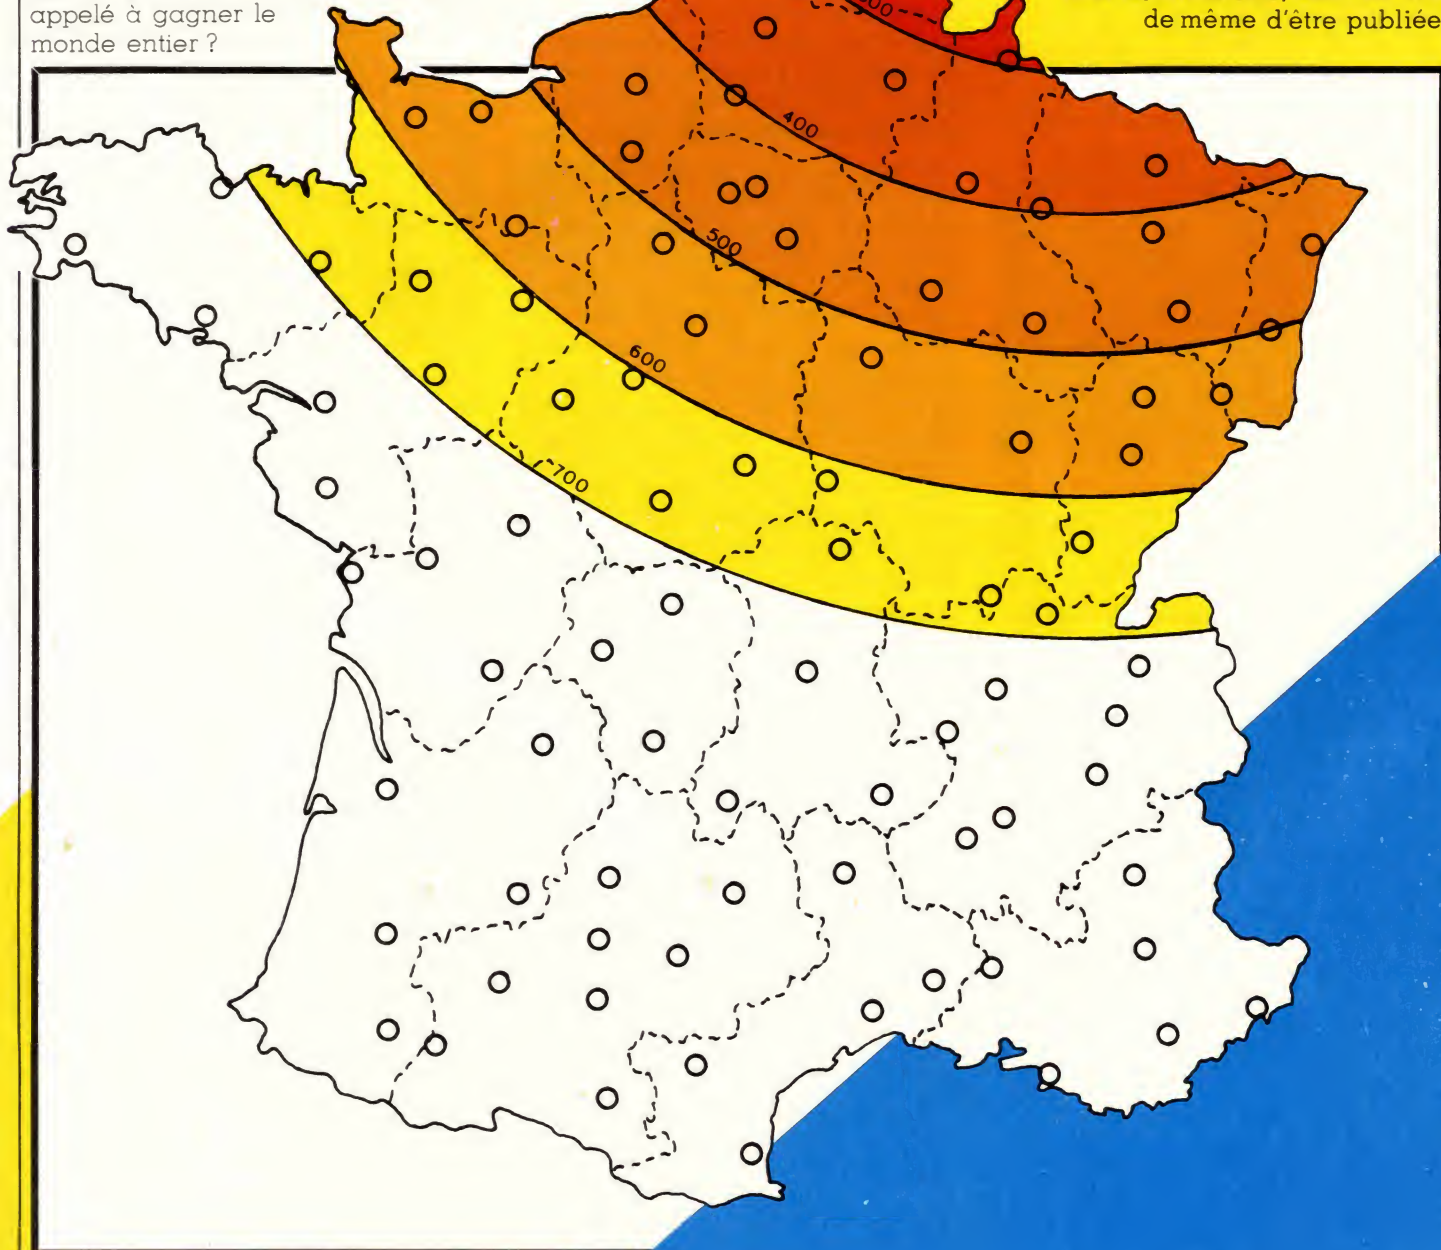 appelé à gagner le
monde entier ?
de même d'être publiée
400
500
600
700